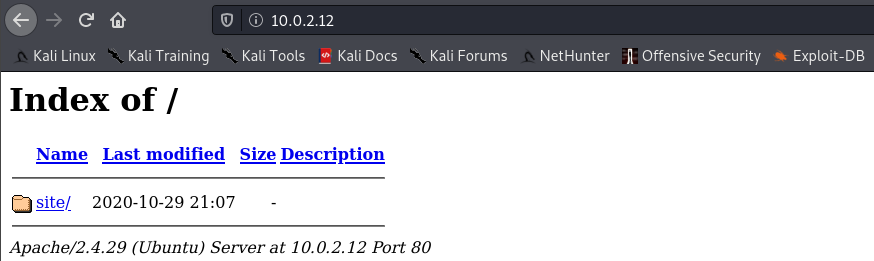 10.0.2.12
Kali Linux Kali Training Kali Tools Kali Docs Kali Forums NetHunter Offensive Security Exploit-DB
Index of /
Name Last modified Size Description
site/ 2020-10-29 21:07 -
Apache/2.4.29 (Ubuntu) Server at 10.0.2.12 Port 80